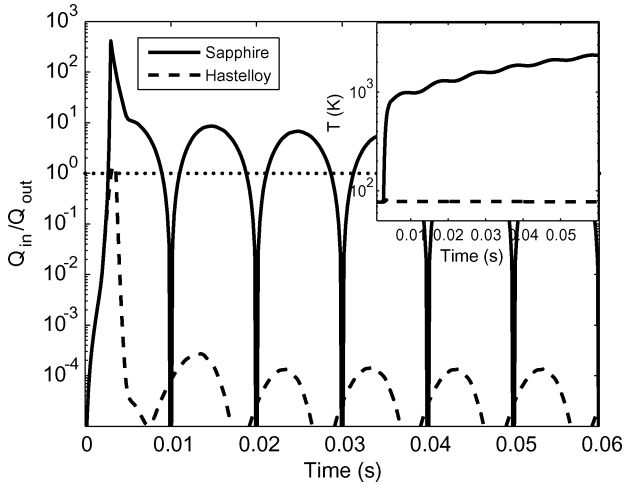 10^3
10^2
10^1
10^0
10^-1
10^-2
10^-3
10^-4
Q_in/Q_out
Sapphire
Hastelloy
T (K)
10^3
10^2
0.01 0.02 0.03 0.04 0.05
Time (s)
0 0.01 0.02 0.03 0.04 0.05 0.06
Time (s)